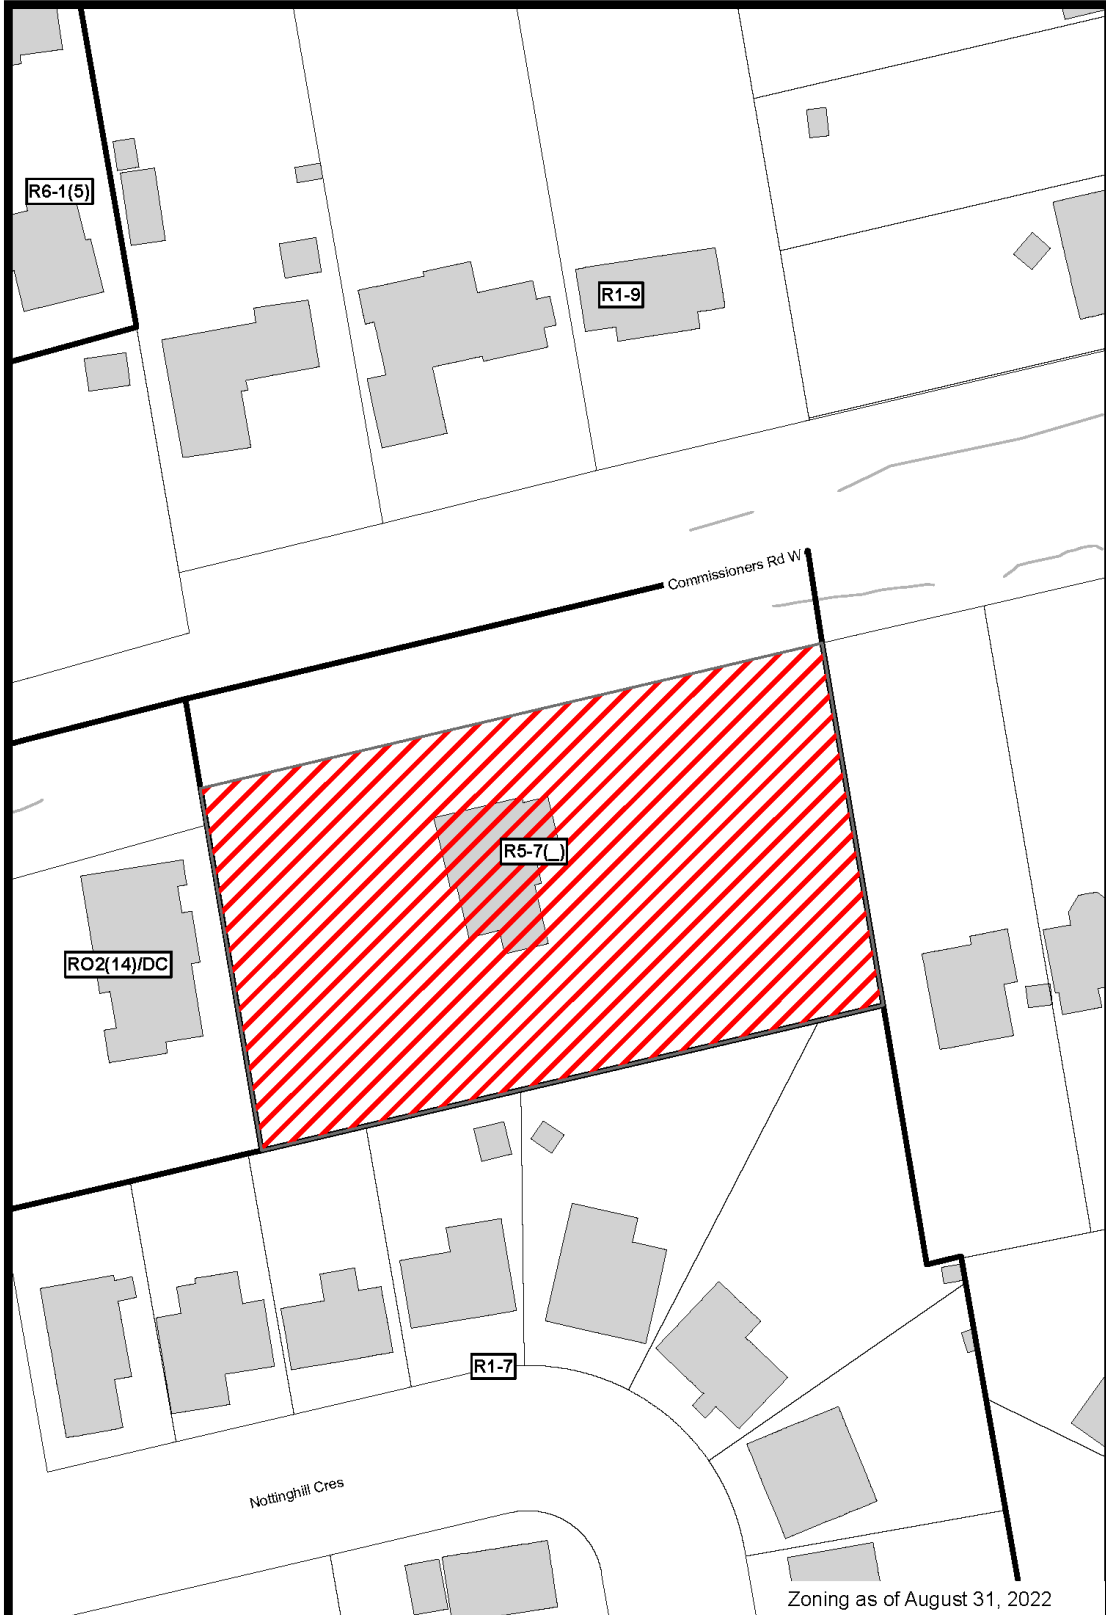 R6-1(5)
R1-9
Commissioners Rd W
R5-7(_)
RO2(14)/DC
R1-7
Nottinghill Cres
Zoning as of August 31, 2022